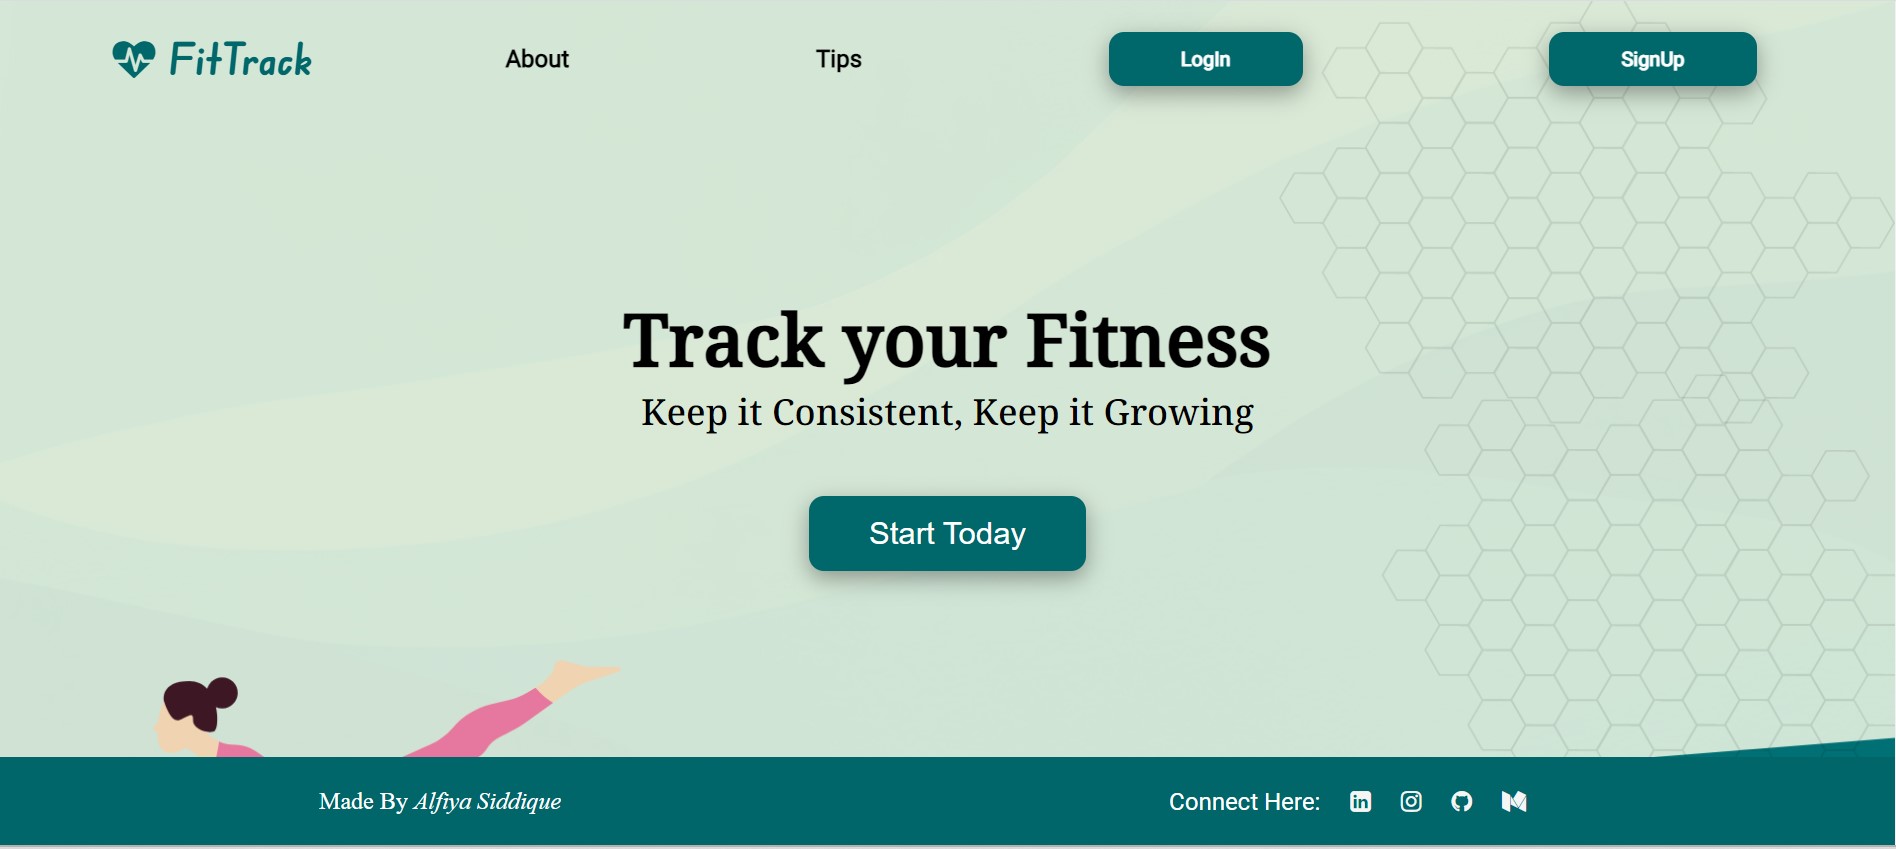 FitTrack
About
Tips
LogIn
SignUp
Track your Fitness
Keep it Consistent, Keep it Growing
Start Today
Made By Alfiya Siddique
Connect Here: